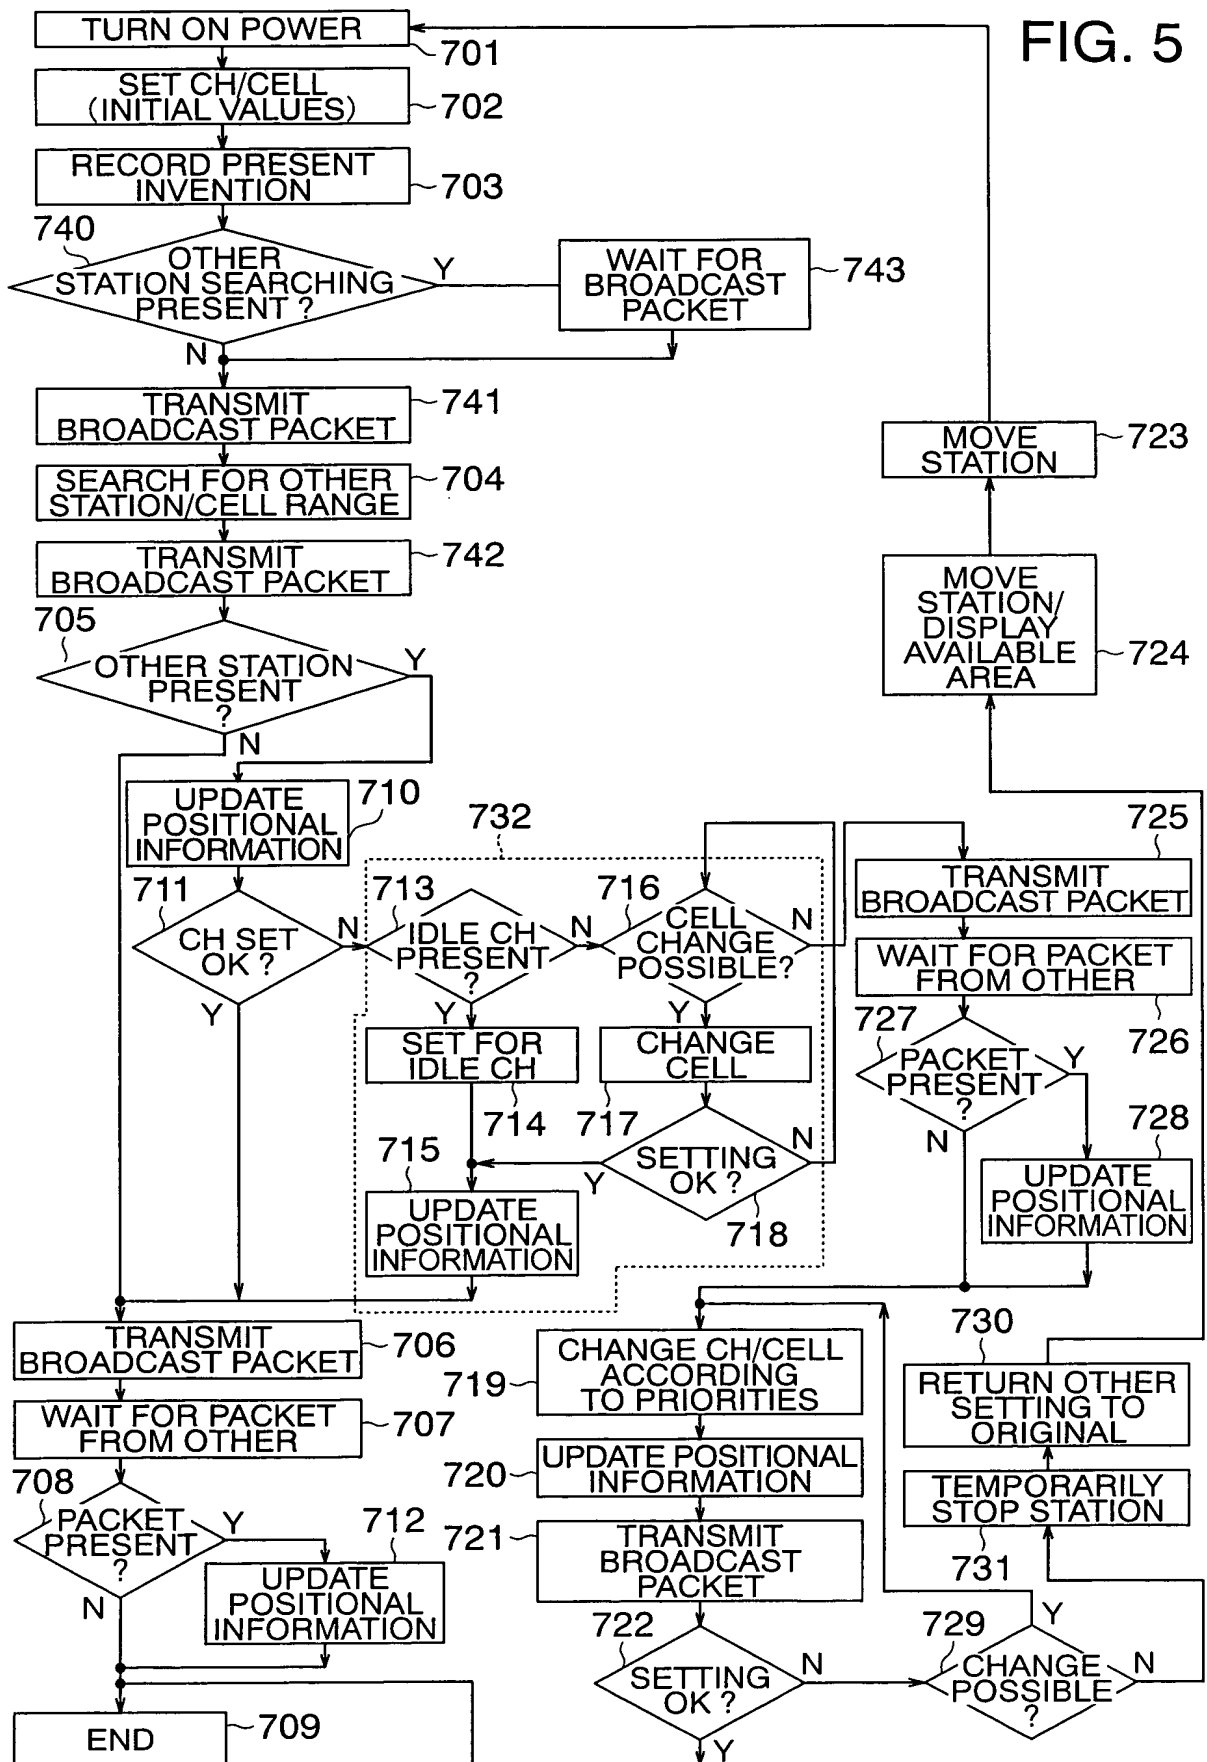 FIG. 5
TURN ON POWER
701
SET CH/CELL
(INITIAL VALUES)
702
RECORD PRESENT
INVENTION
703
740
OTHER
STATION SEARCHING
PRESENT ?
Y
N
WAIT FOR
BROADCAST
PACKET
743
TRANSMIT
BROADCAST PACKET
741
SEARCH FOR OTHER
STATION/CELL RANGE
704
TRANSMIT
BROADCAST PACKET
742
705
OTHER STATION
PRESENT
?
Y
N
UPDATE
POSITIONAL
INFORMATION
710
711
CH SET
OK ?
N
Y
732
713
IDLE CH
PRESENT
?
N
Y
SET FOR
IDLE CH
714
715
UPDATE
POSITIONAL
INFORMATION
716
CELL
CHANGE
POSSIBLE?
N
Y
CHANGE
CELL
717
SETTING
OK ?
N
Y
718
MOVE
STATION
723
MOVE
STATION/
DISPLAY
AVAILABLE
AREA
724
725
TRANSMIT
BROADCAST PACKET
WAIT FOR PACKET
FROM OTHER
726
727
PACKET
PRESENT
?
Y
N
728
UPDATE
POSITIONAL
INFORMATION
TRANSMIT
BROADCAST PACKET
706
WAIT FOR PACKET
FROM OTHER
707
708
PACKET
PRESENT
?
Y
N
712
UPDATE
POSITIONAL
INFORMATION
END
709
CHANGE CH/CELL
ACCORDING
TO PRIORITIES
719
UPDATE POSITIONAL
INFORMATION
720
721
TRANSMIT
BROADCAST
PACKET
722
SETTING
OK ?
N
Y
729
CHANGE
POSSIBLE
?
Y
N
730
RETURN OTHER
SETTING TO
ORIGINAL
TEMPORARILY
STOP STATION
731